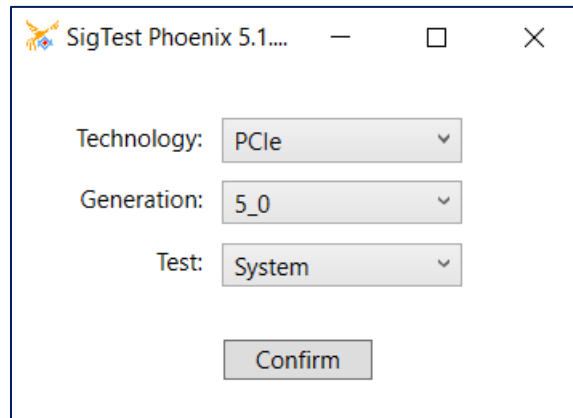 SigTest Phoenix 5.1....
Technology: PCIe
Generation: 5_0
Test: System
Confirm